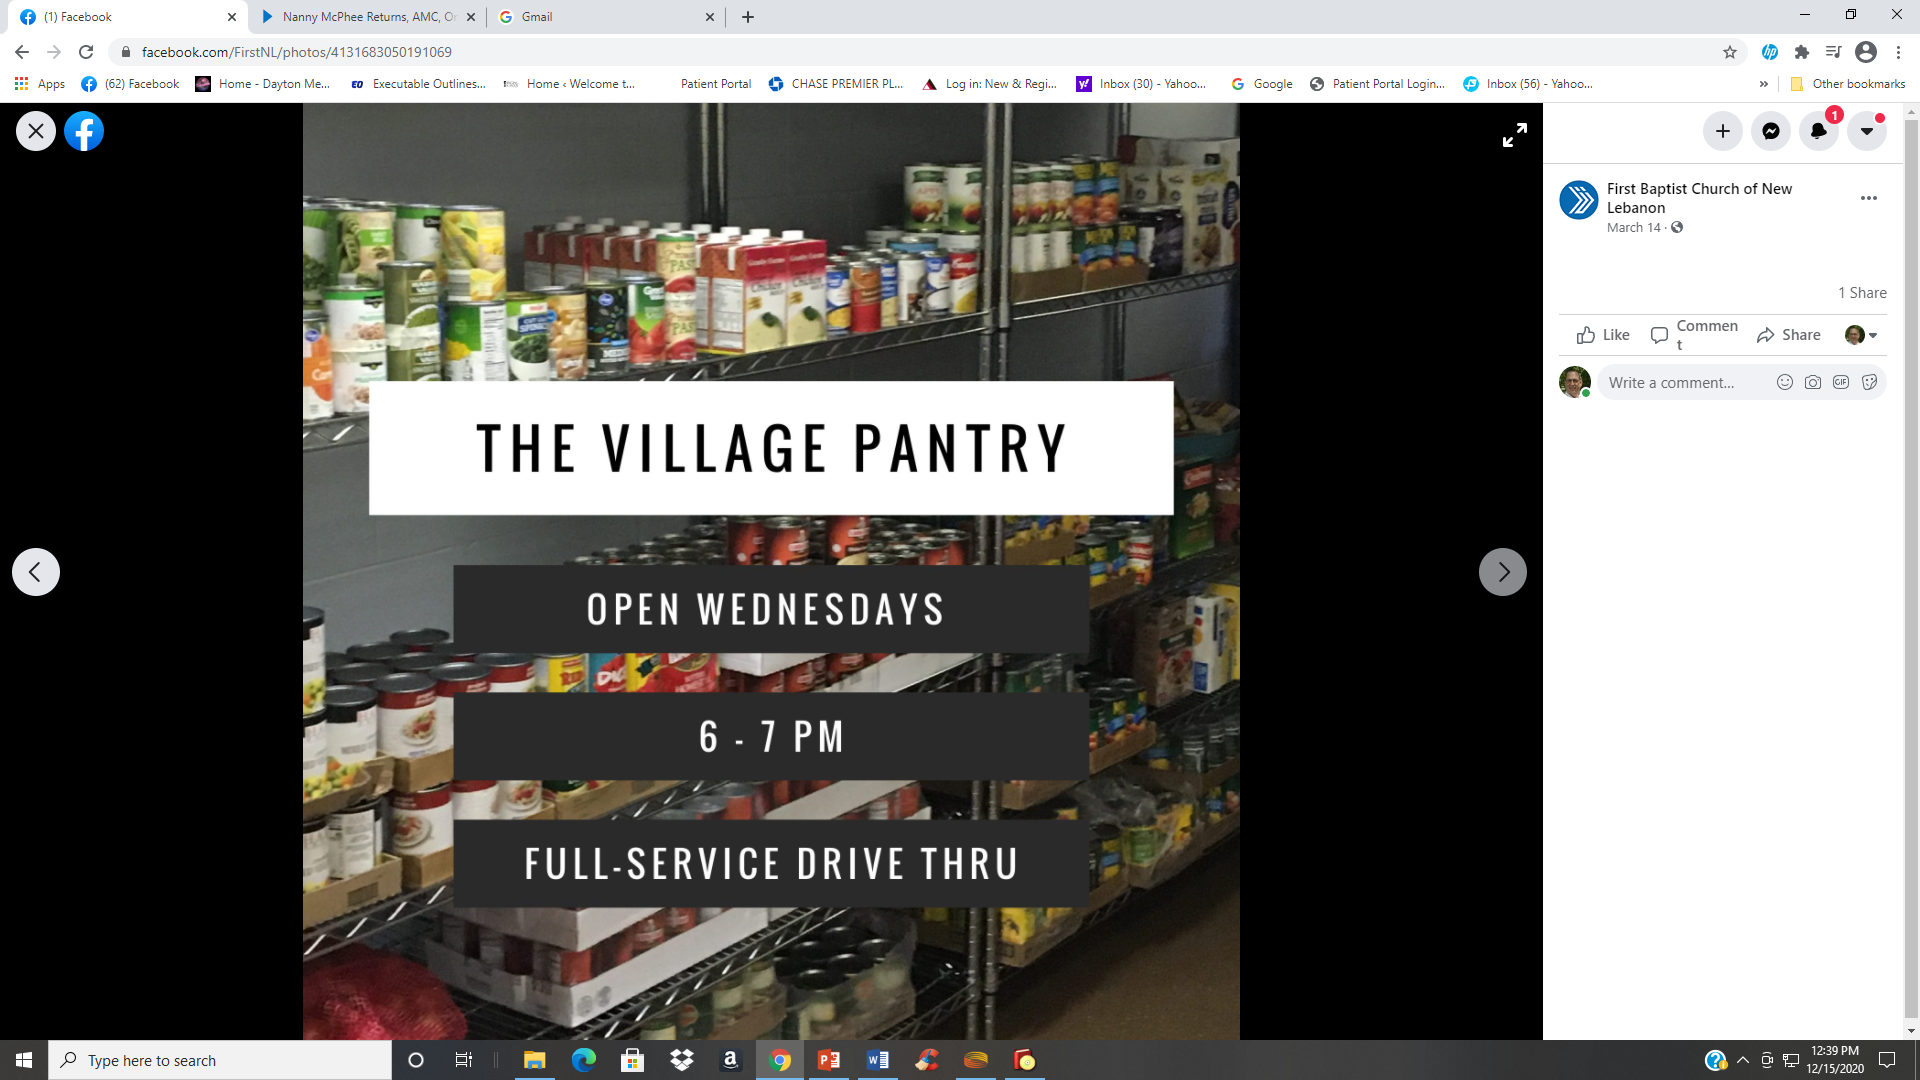 (1) Facebook
Nanny McPhee Returns, AMC, Or
Gmail
facebook.com/FirstNL/photos/4131683050191069
Apps
(62) Facebook
Home - Dayton Me...
Executable Outlines...
Home ‹ Welcome t...
Patient Portal
CHASE PREMIER PL...
Log in: New & Regi...
Inbox (30) - Yahoo...
Google
Patient Portal Login...
Inbox (56) - Yahoo...
»
Other bookmarks
THE VILLAGE PANTRY
OPEN WEDNESDAYS
6 - 7 PM
FULL-SERVICE DRIVE THRU
1
First Baptist Church of New
Lebanon
March 14 ·
1 Share
Like
Commen
t
Share
Write a comment...
GIF
Type here to search
12:39 PM
12/15/2020